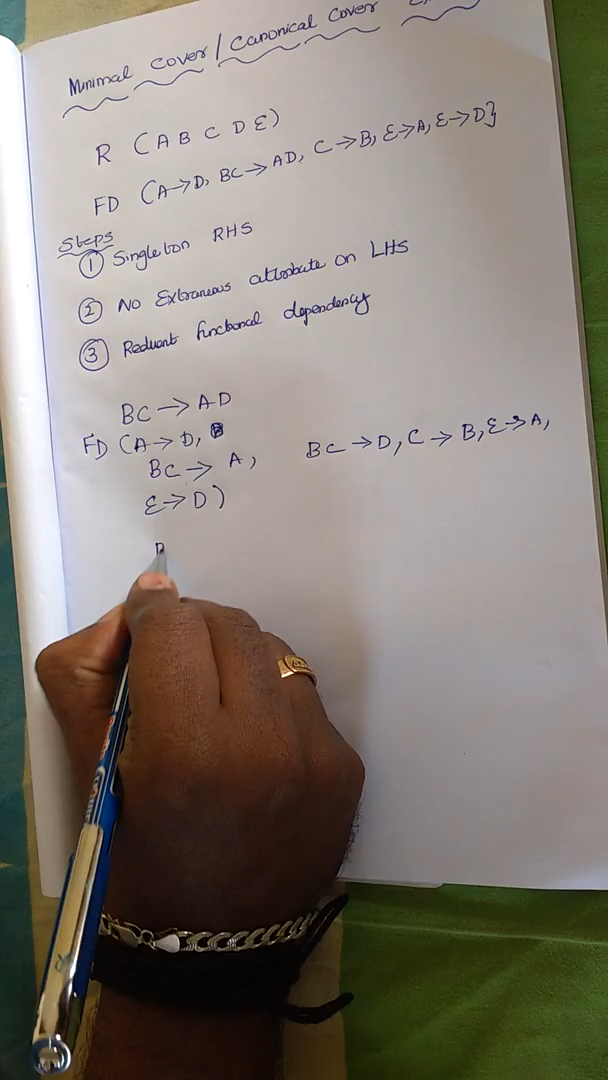 Minimal Cover / Canonical Cover
R (A B C D E)
FD (A→D, BC→AD, C→B, E→A, E→D}
Steps
① Singleton RHS
② No Extraneous attribute on LHS
③ Reduant functional dependency
BC → AD
FD (A→D,
BC → A, BC→D, C→B, E→A,
E→D)